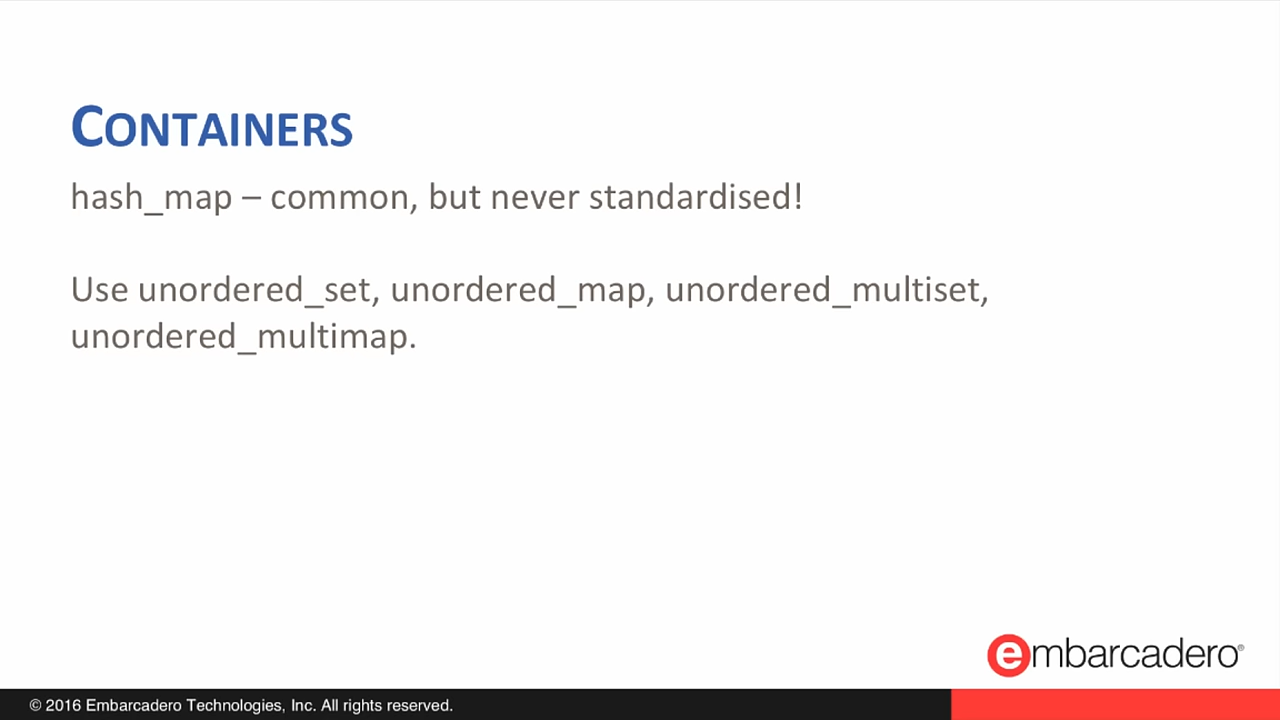 CONTAINERS
hash_map – common, but never standardised!
Use unordered_set, unordered_map, unordered_multiset,
unordered_multimap.
embarcadero®
© 2016 Embarcadero Technologies, Inc. All rights reserved.